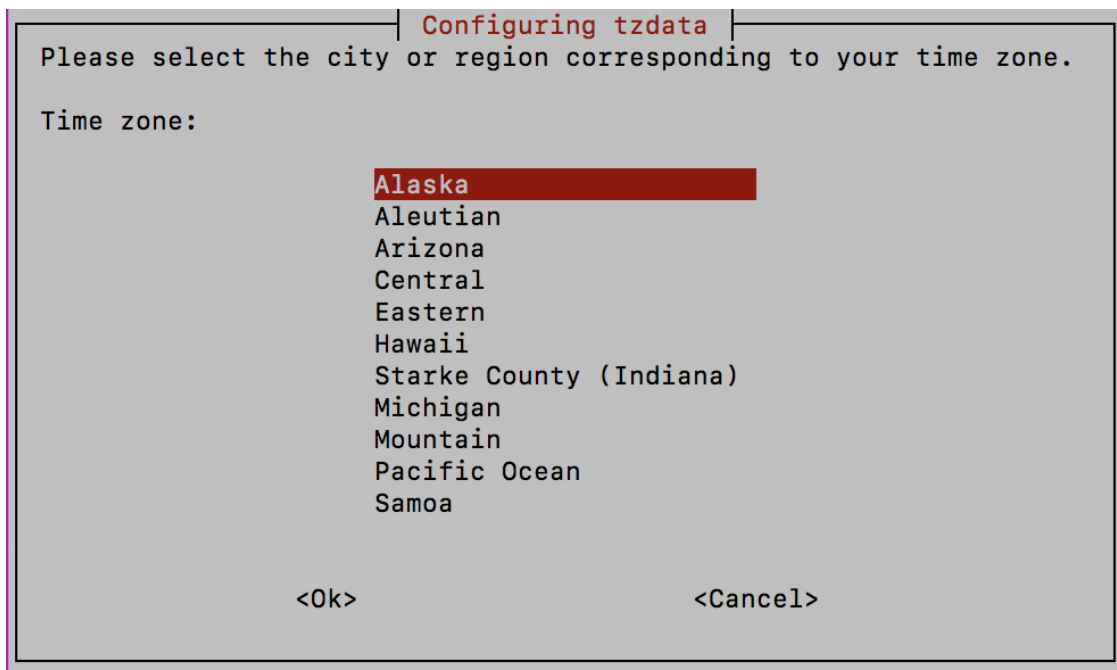 Configuring tzdata
Please select the city or region corresponding to your time zone.
Time zone:
Alaska
Aleutian
Arizona
Central
Eastern
Hawaii
Starke County (Indiana)
Michigan
Mountain
Pacific Ocean
Samoa
<Ok> <Cancel>